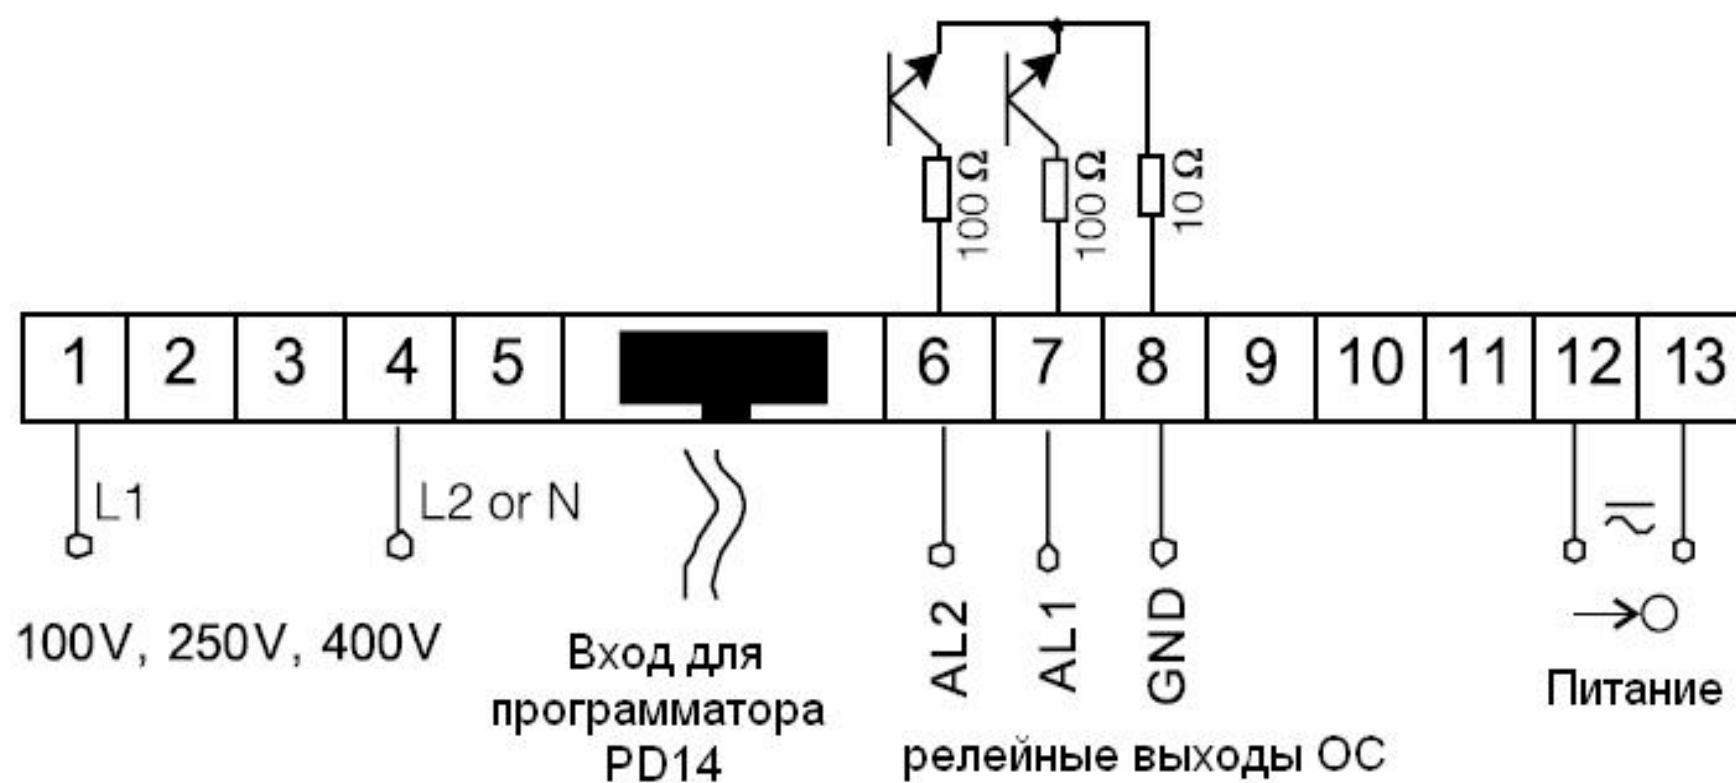 100 Ω
100 Ω
10 Ω
1 2 3 4 5 6 7 8 9 10 11 12 13
L1
L2 or N
100V, 250V, 400V
Вход для
программатора
PD14
AL2
AL1
GND
релейные выходы ОС
Питание